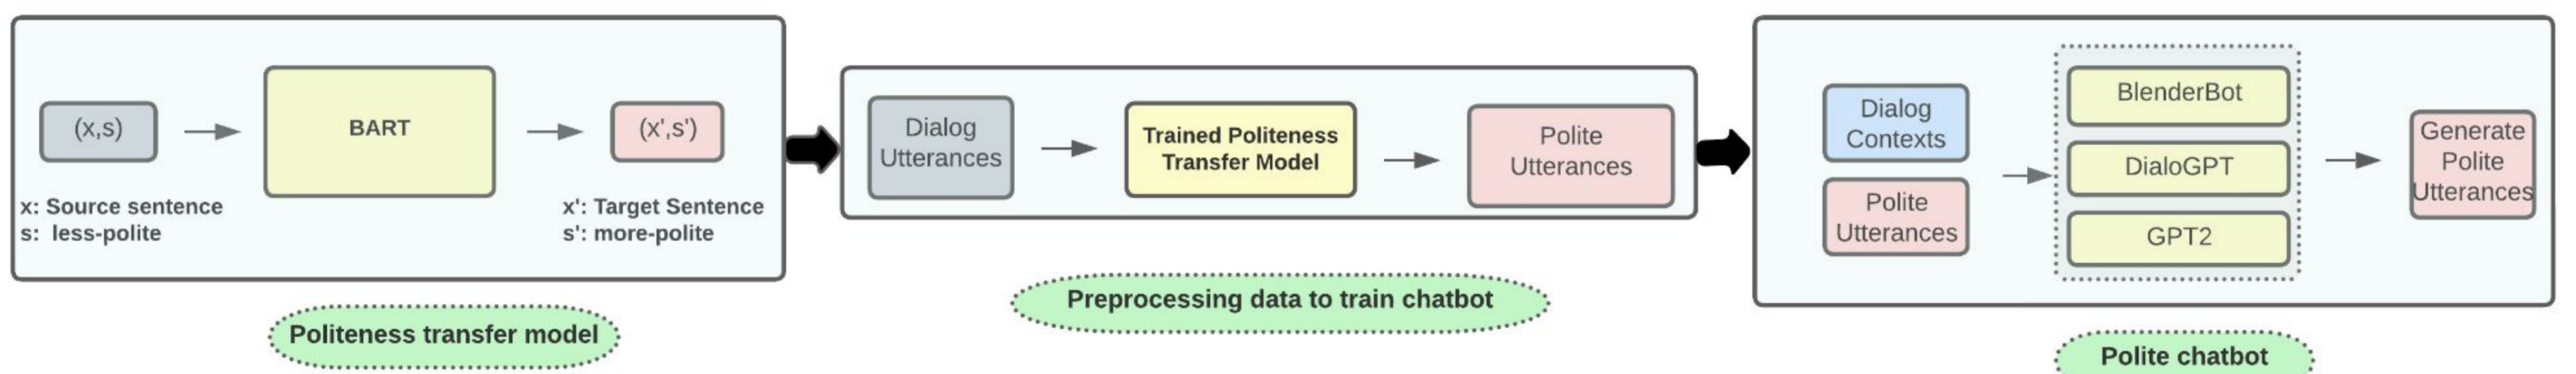 (x,s)
BART
(x',s')
x: Source sentence
s: less-polite
x': Target Sentence
s': more-polite
Politeness transfer model
Dialog
Utterances
Trained Politeness
Transfer Model
Polite
Utterances
Preprocessing data to train chatbot
Dialog
Contexts
Polite
Utterances
BlenderBot
DialoGPT
GPT2
Generate
Polite
Utterances
Polite chatbot